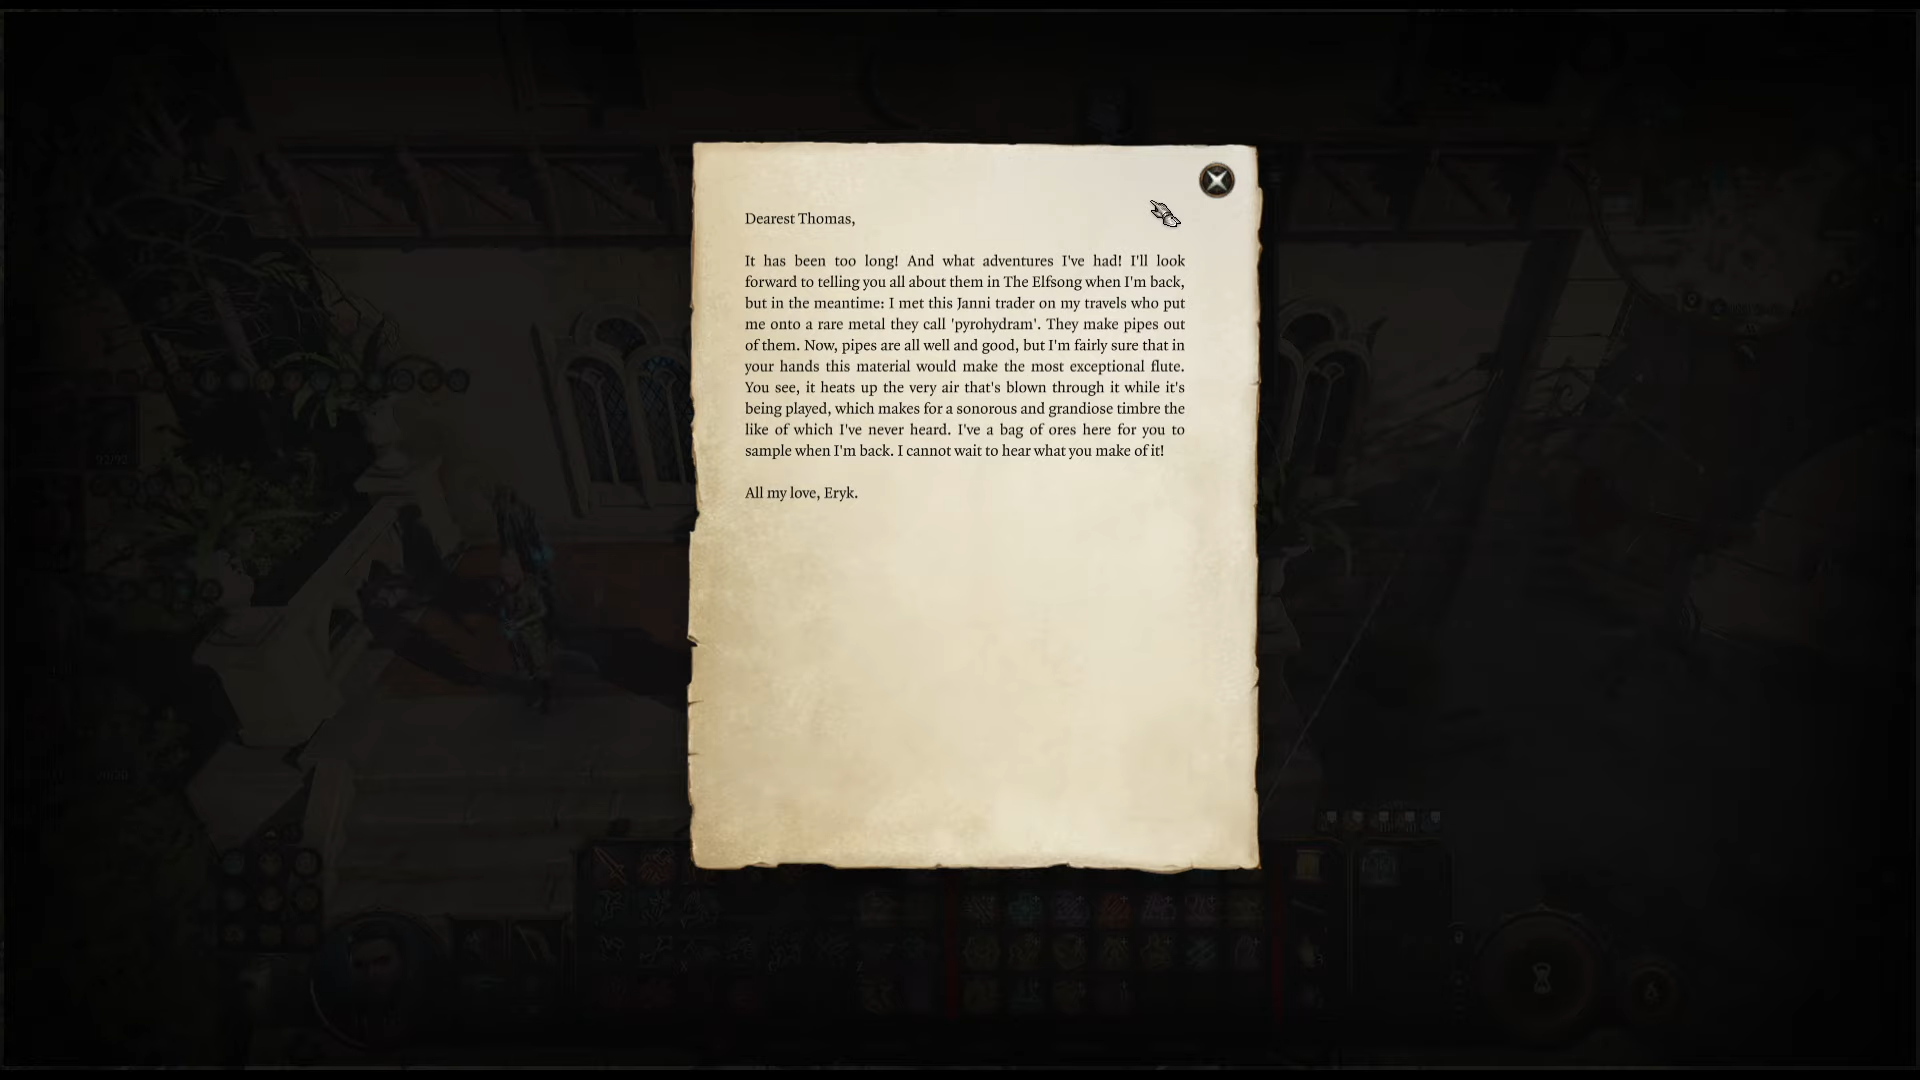 Dearest Thomas,
It has been too long! And what adventures I've had! I'll look
forward to telling you all about them in The Elfsong when I'm back,
but in the meantime: I met this Janni trader on my travels who put
me onto a rare metal they call 'pyrohydram'. They make pipes out
of them. Now, pipes are all well and good, but I'm fairly sure that in
your hands this material would make the most exceptional flute.
You see, it heats up the very air that's blown through it while it's
being played, which makes for a sonorous and grandiose timbre the
like of which I've never heard. I've a bag of ores here for you to
sample when I'm back. I cannot wait to hear what you make of it!
All my love, Eryk.
92/92